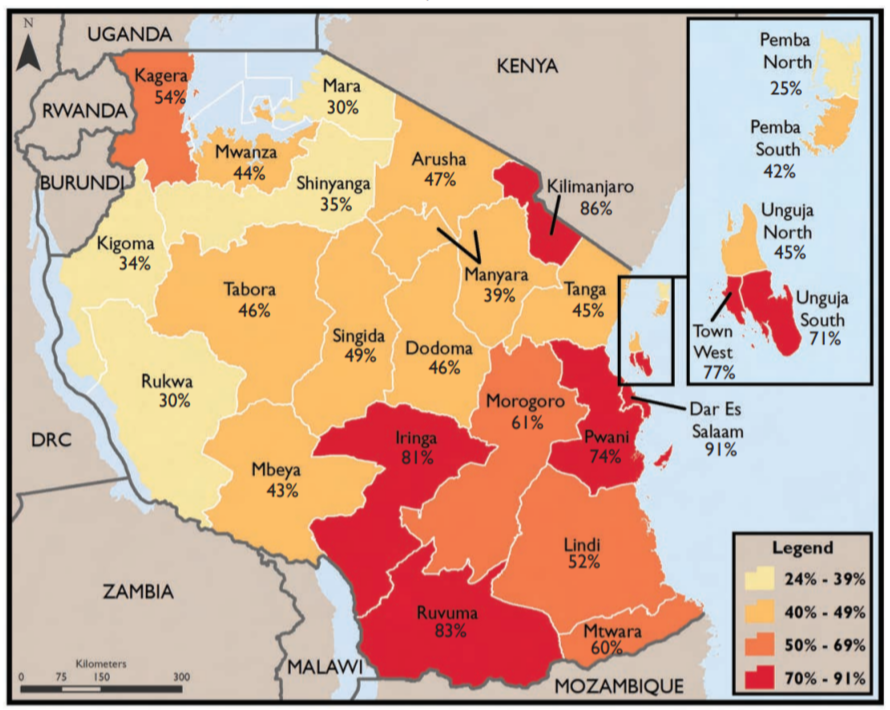 N
UGANDA
KENYA
RWANDA
BURUNDI
DRC
ZAMBIA
MALAWI
MOZAMBIQUE
Kagera
54%
Mara
30%
Mwanza
44%
Shinyanga
35%
Arusha
47%
Kilimanjaro
86%
Kigoma
34%
Tabora
46%
Manyara
39%
Tanga
45%
Singida
49%
Dodoma
46%
Rukwa
30%
Morogoro
61%
Dar Es
Salaam
91%
Pwani
74%
Iringa
81%
Mbeya
43%
Lindi
52%
Ruvuma
83%
Mtwara
60%
Pemba
North
25%
Pemba
South
42%
Unguja
North
45%
Unguja
South
71%
Town
West
77%
Legend
24% - 39%
40% - 49%
50% - 69%
70% - 91%
Kilometers
0 75 150 300